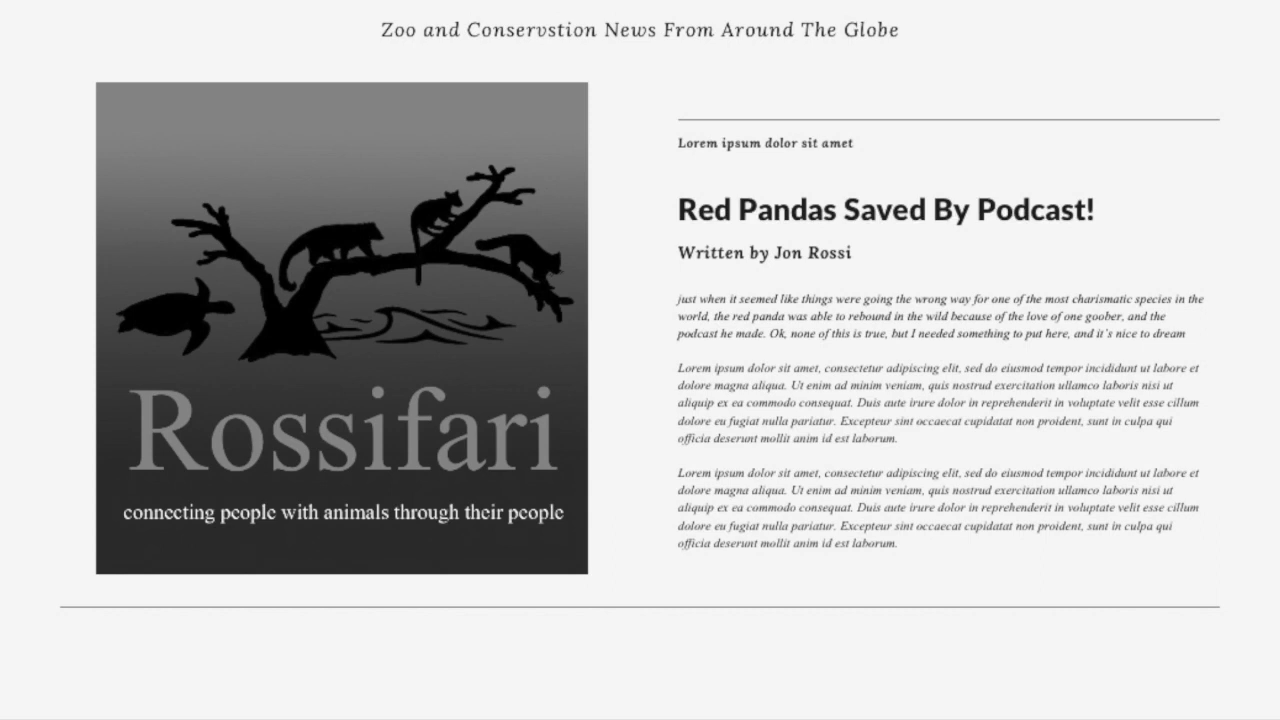 Zoo and Conservstion News From Around The Globe
Rossifari
connecting people with animals through their people
Lorem ipsum dolor sit amet
Red Pandas Saved By Podcast!
Written by Jon Rossi
just when it seemed like things were going the wrong way for one of the most charismatic species in the
world, the red panda was able to rebound in the wild because of the love of one goober, and the
podcast he made. Ok, none of this is true, but I needed something to put here, and it's nice to dream
Lorem ipsum dolor sit amet, consectetur adipiscing elit, sed do eiusmod tempor incididunt ut labore et
dolore magna aliqua. Ut enim ad minim veniam, quis nostrud exercitation ullamco laboris nisi ut
aliquip ex ea commodo consequat. Duis aute irure dolor in reprehenderit in voluptate velit esse cillum
dolore eu fugiat nulla pariatur. Excepteur sint occaecat cupidatat non proident, sunt in culpa qui
officia deserunt mollit anim id est laborum.
Lorem ipsum dolor sit amet, consectetur adipiscing elit, sed do eiusmod tempor incididunt ut labore et
dolore magna aliqua. Ut enim ad minim veniam, quis nostrud exercitation ullamco laboris nisi ut
aliquip ex ea commodo consequat. Duis aute irure dolor in reprehenderit in voluptate velit esse cillum
dolore eu fugiat nulla pariatur. Excepteur sint occaecat cupidatat non proident, sunt in culpa qui
officia deserunt mollit anim id est laborum.